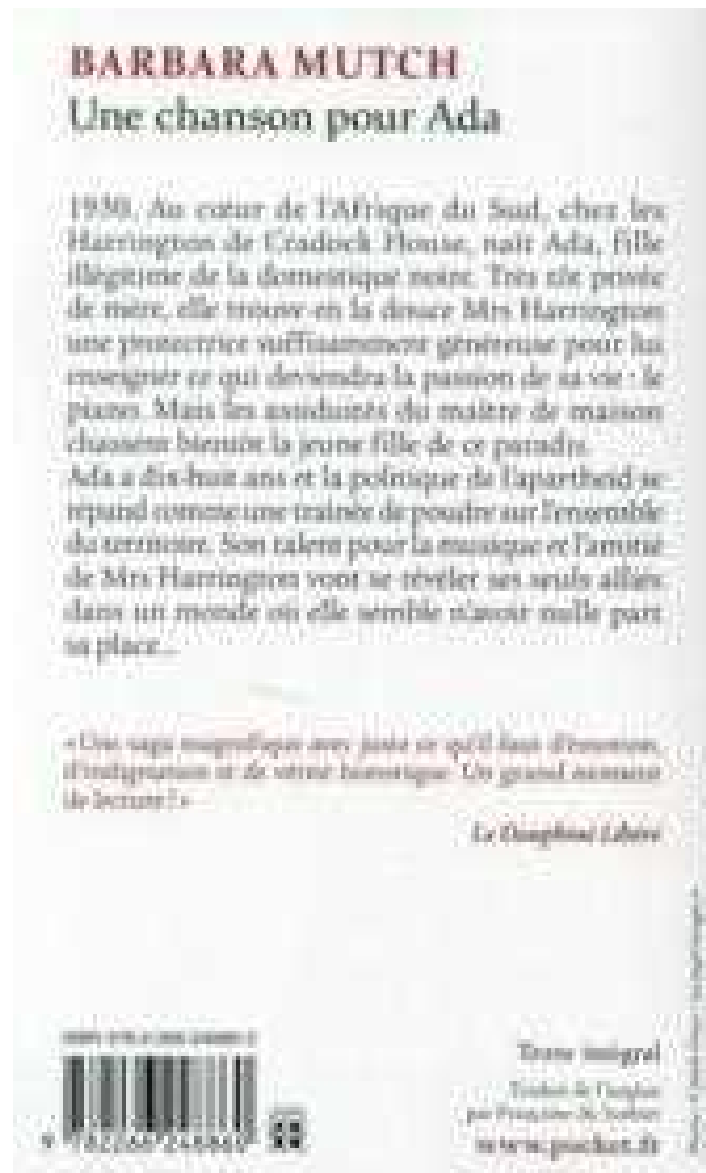 BARBARA MUTCH
Une chanson pour Ada
1930. Au cœur de l'Afrique du Sud, chez les
Harrington de Cradock House, naît Ada, fille
illégitime de la domestique noire. Très tôt privée
de mère, elle trouve en la douce Mrs Harrington
une protectrice suffisamment généreuse pour lui
enseigner ce qui deviendra la passion de sa vie : le
piano. Mais les assiduités du maître de maison
chassent bientôt la jeune fille de ce paradis.
Ada a dix-huit ans et la politique de l'apartheid se
répand comme une traînée de poudre sur l'ensemble
du territoire. Son talent pour la musique et l'amitié
de Mrs Harrington vont se révéler ses seuls alliés
dans un monde où elle semble n'avoir nulle part
sa place...
« Une saga magnifique avec juste ce qu'il faut d'émotion,
d'indignation et de vérité historique. Un grand moment
de lecture ! »
Le Dauphiné Libéré
Texte intégral
Traduit de l'anglais
par Françoise du Sorbier
www.pocket.fr